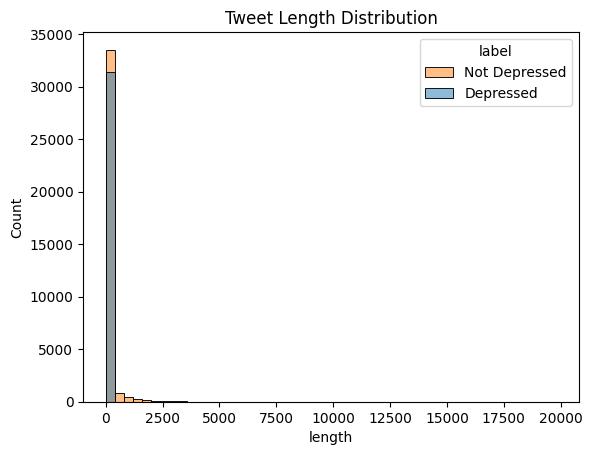 Tweet Length Distribution
label
Not Depressed
Depressed
35000
30000
25000
20000
15000
10000
5000
0
Count
0 2500 5000 7500 10000 12500 15000 17500 20000
length